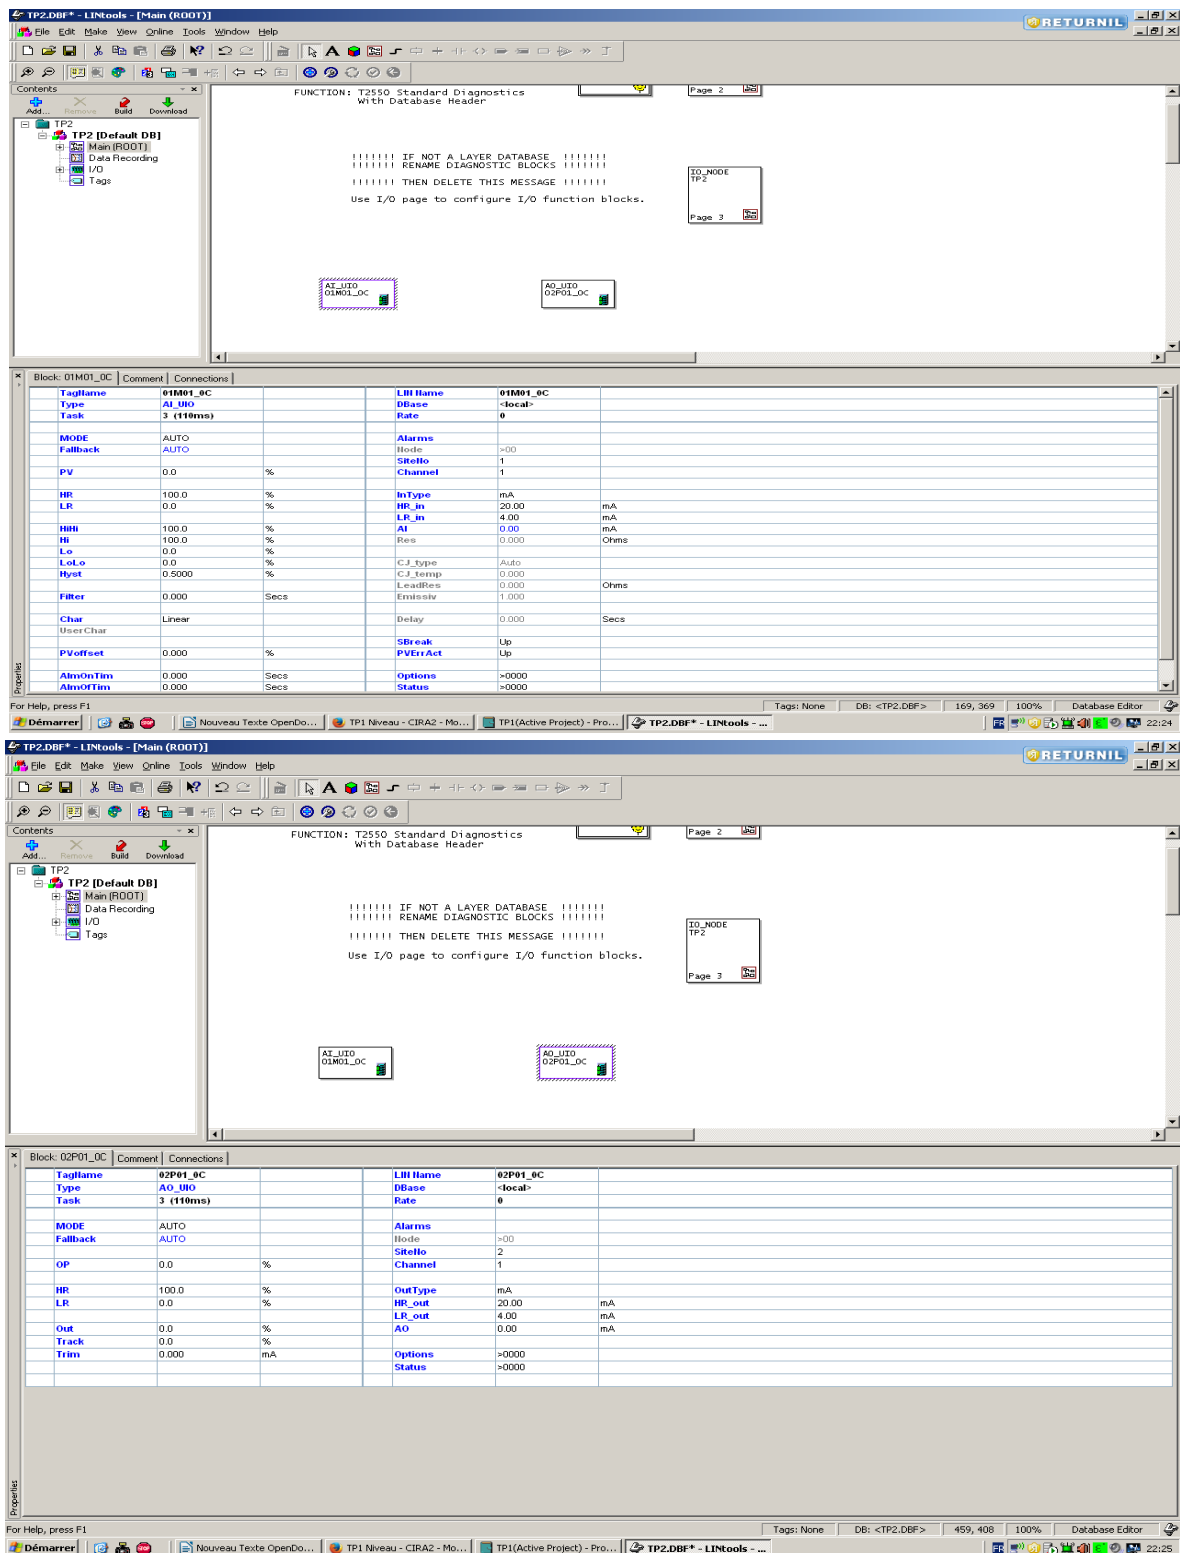 TP2.DBF* - LINtools - [Main (ROOT)]
RETURNIL
File Edit Make View Online Tools Window Help
Contents
Add... Remove Build Download
TP2
TP2 [Default DB]
Main (ROOT)
Data Recording
I/O
Tags
FUNCTION: T2550 Standard Diagnostics
With Database Header
Page 2
!!!!!!! IF NOT A LAYER DATABASE !!!!!!!
!!!!!!! RENAME DIAGNOSTIC BLOCKS !!!!!!!
!!!!!!! THEN DELETE THIS MESSAGE !!!!!!!
Use I/O page to configure I/O function blocks.
IO_NODE
TP2
Page 3
AI_UIO
01M01_0C
AO_UIO
02P01_0C
Block: 01M01_0C Comment Connections
TagName 01M01_0C LIN Name 01M01_0C
Type AI_UIO DBase <local>
Task 3 (110ms) Rate 0
MODE AUTO Alarms
Fallback AUTO Node >00
SiteNo 1
PV 0.0 % Channel 1
HR 100.0 % InType mA
LR 0.0 % HR_in 20.00 mA
LR_in 4.00 mA
HiHi 100.0 % AI 0.00 mA
Hi 100.0 % Res 0.000 Ohms
Lo 0.0 %
LoLo 0.0 % CJ_type Auto
Hyst 0.5000 % CJ_temp 0.000
LeadRes 0.000 Ohms
Filter 0.000 Secs Emissiv 1.000
Char Linear Delay 0.000 Secs
UserChar
SBreak Up
PVoffset 0.000 % PVErrAct Up
AlmOnTim 0.000 Secs Options >0000
AlmOfTim 0.000 Secs Status >0000
Properties
For Help, press F1 Tags: None DB: <TP2.DBF> 169, 369 100% Database Editor
Démarrer Nouveau Texte OpenDo... TP1 Niveau - CIRA2 - Mo... TP1(Active Project) - Pro... TP2.DBF* - LINtools - ... FR 22:24
TP2.DBF* - LINtools - [Main (ROOT)]
RETURNIL
File Edit Make View Online Tools Window Help
Contents
Add... Remove Build Download
TP2
TP2 [Default DB]
Main (ROOT)
Data Recording
I/O
Tags
FUNCTION: T2550 Standard Diagnostics
With Database Header
Page 2
!!!!!!! IF NOT A LAYER DATABASE !!!!!!!
!!!!!!! RENAME DIAGNOSTIC BLOCKS !!!!!!!
!!!!!!! THEN DELETE THIS MESSAGE !!!!!!!
Use I/O page to configure I/O function blocks.
IO_NODE
TP2
Page 3
AI_UIO
01M01_0C
AO_UIO
02P01_0C
Block: 02P01_0C Comment Connections
TagName 02P01_0C LIN Name 02P01_0C
Type AO_UIO DBase <local>
Task 3 (110ms) Rate 0
MODE AUTO Alarms
Fallback AUTO Node >00
SiteNo 2
OP 0.0 % Channel 1
HR 100.0 % OutType mA
LR 0.0 % HR_out 20.00 mA
LR_out 4.00 mA
Out 0.0 % AO 0.00 mA
Track 0.0 %
Trim 0.000 mA Options >0000
Status >0000
Properties
For Help, press F1 Tags: None DB: <TP2.DBF> 459, 408 100% Database Editor
Démarrer Nouveau Texte OpenDo... TP1 Niveau - CIRA2 - Mo... TP1(Active Project) - Pro... TP2.DBF* - LINtools - ... FR 22:25